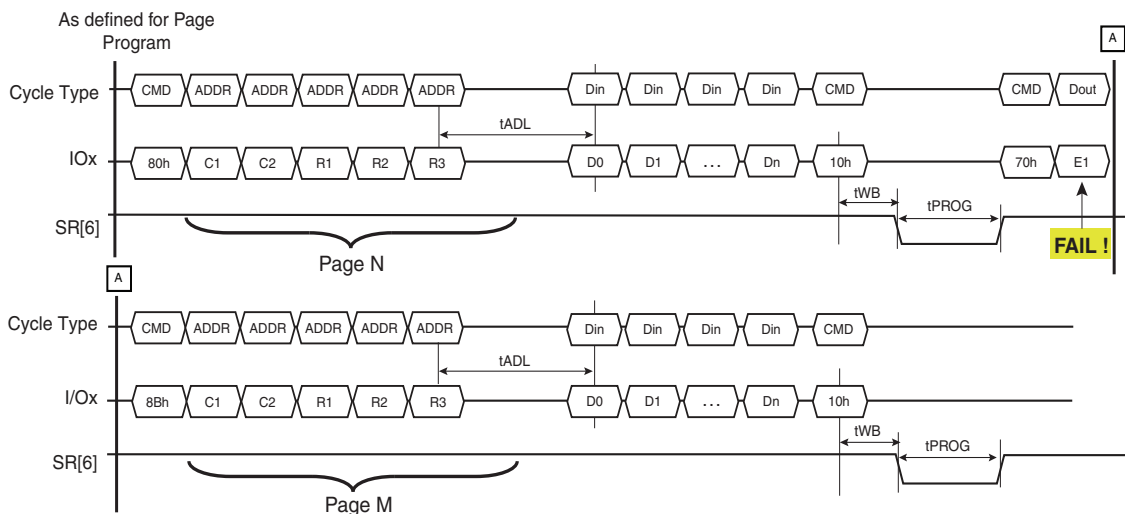 As defined for Page
Program
A
Cycle Type CMD ADDR ADDR ADDR ADDR ADDR Din Din Din Din CMD CMD Dout
tADL
IOx 80h C1 C2 R1 R2 R3 D0 D1 ... Dn 10h 70h E1
tWB tPROG
SR[6]
FAIL !
Page N
A
Cycle Type CMD ADDR ADDR ADDR ADDR ADDR Din Din Din Din CMD
tADL
I/Ox 8Bh C1 C2 R1 R2 R3 D0 D1 ... Dn 10h
tWB tPROG
SR[6]
Page M